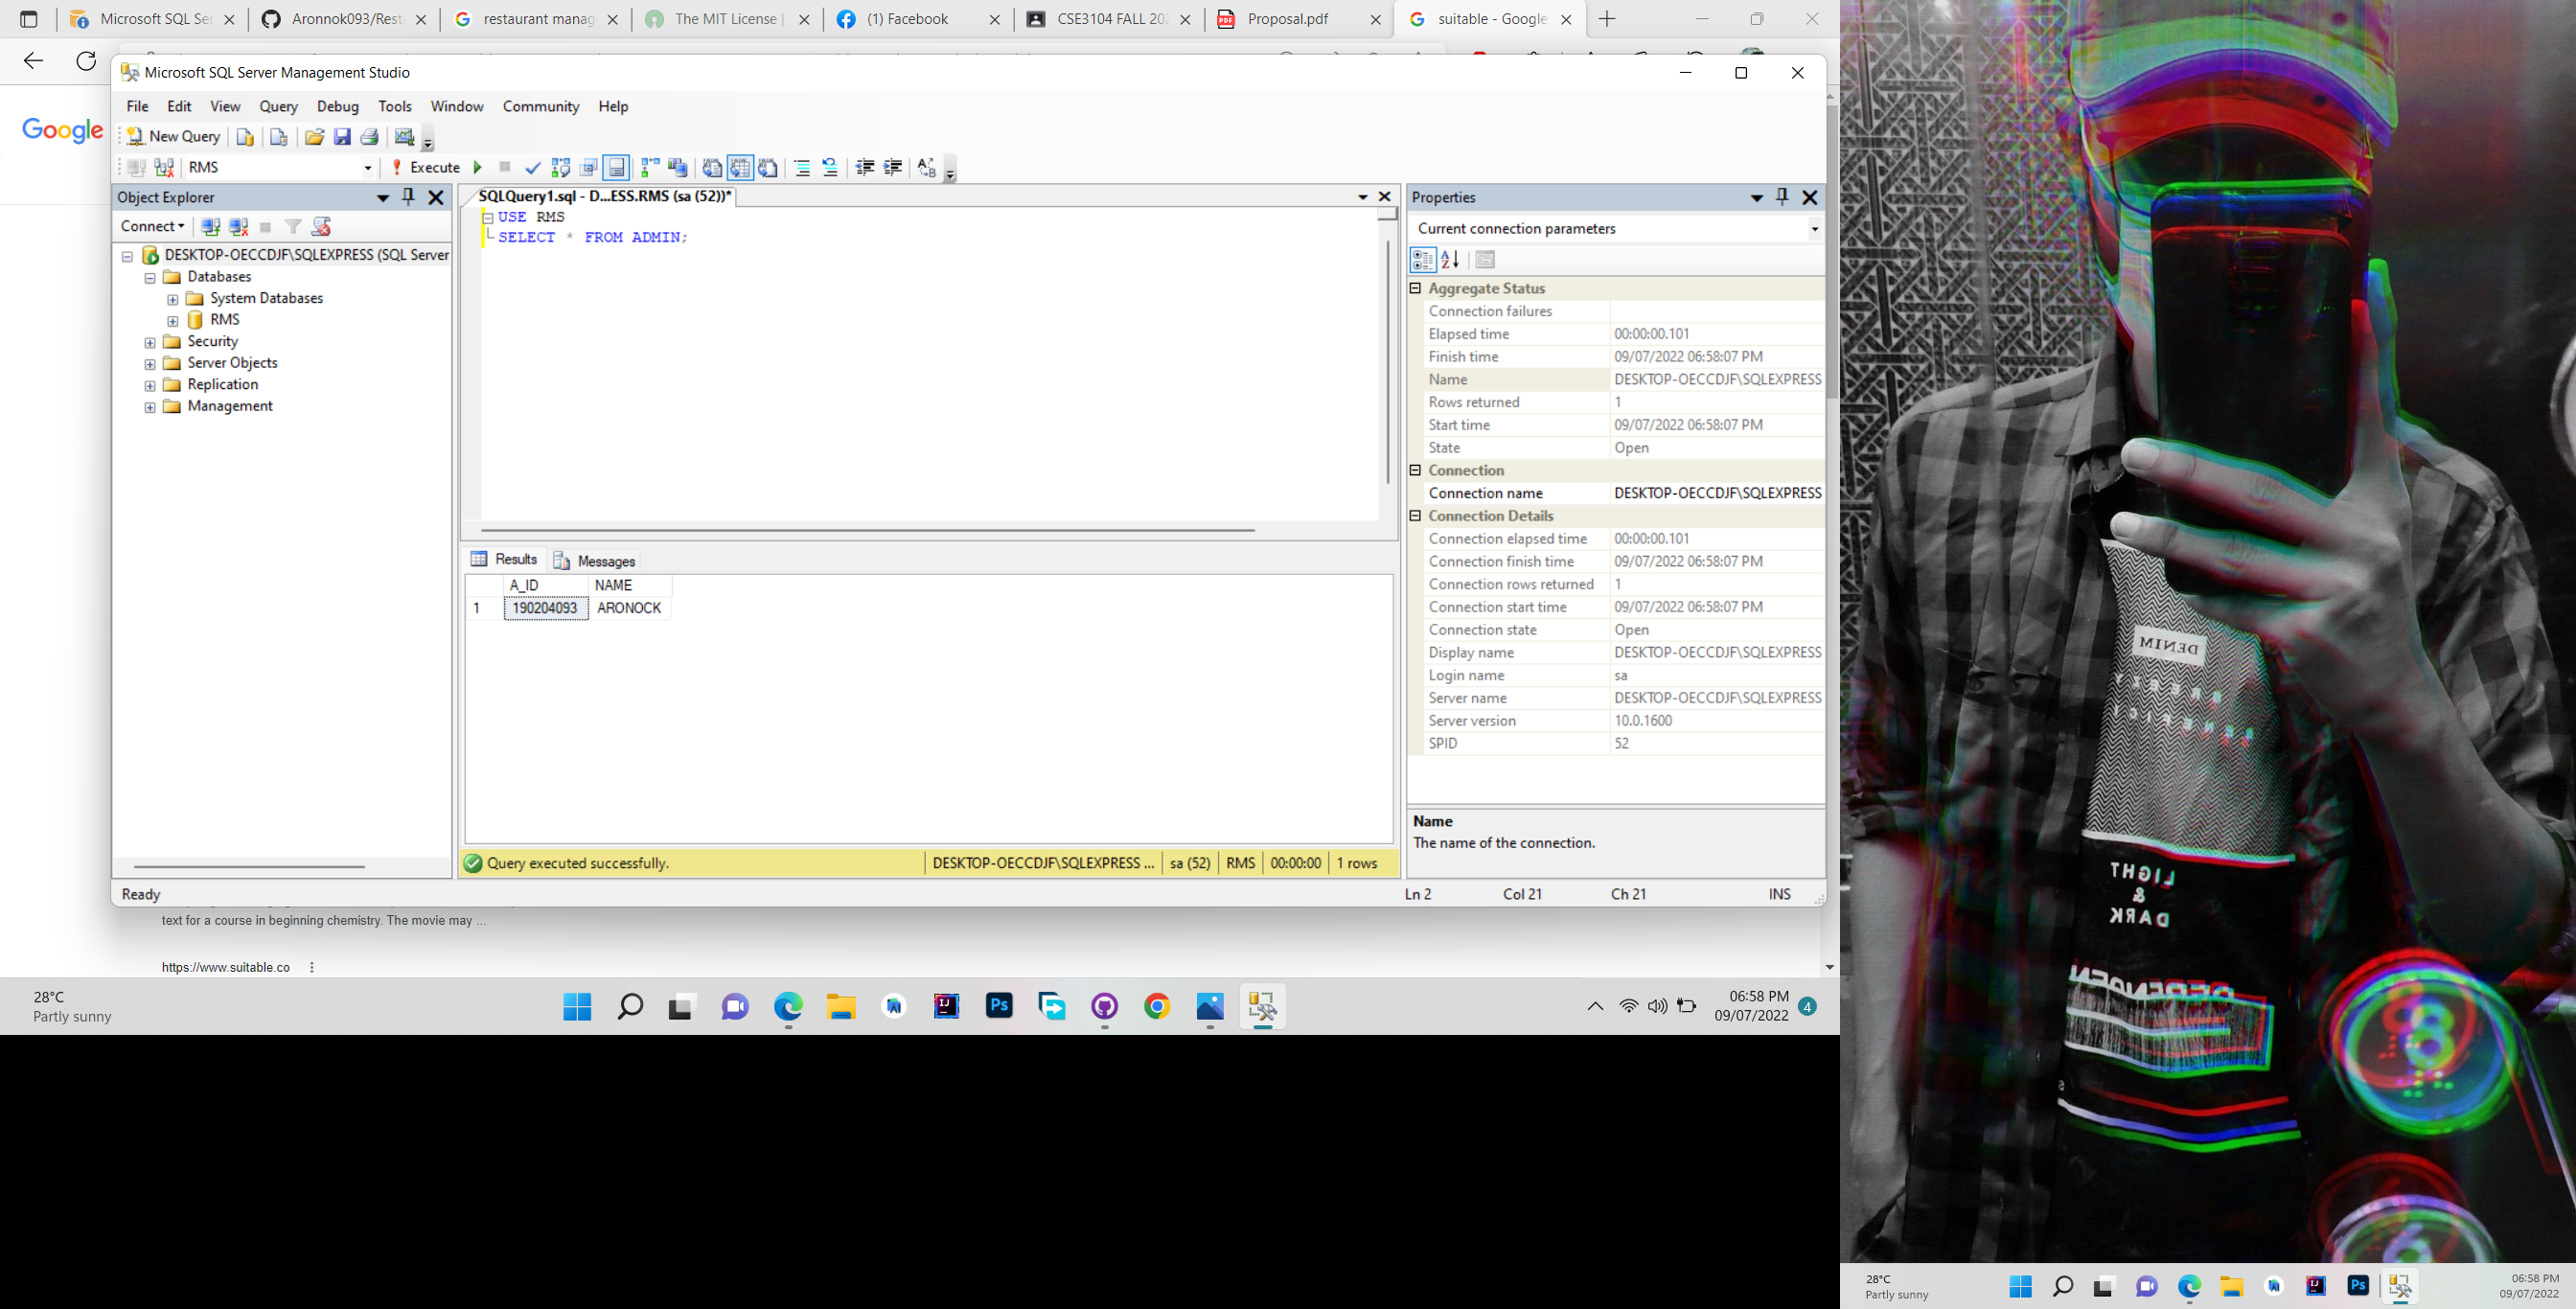 Microsoft SQL Ser
Aronnok093/Rest
restaurant manag
The MIT License |
(1) Facebook
CSE3104 FALL 202
Proposal.pdf
suitable - Google
Google
Microsoft SQL Server Management Studio
File Edit View Query Debug Tools Window Community Help
New Query
RMS Execute
Object Explorer
Connect
DESKTOP-OECCDJF\SQLEXPRESS (SQL Server
Databases
System Databases
RMS
Security
Server Objects
Replication
Management
SQLQuery1.sql - D...ESS.RMS (sa (52))*
USE RMS
SELECT * FROM ADMIN;
Results Messages
A_ID NAME
1 190204093 ARONOCK
Query executed successfully. DESKTOP-OECCDJF\SQLEXPRESS ... sa (52) RMS 00:00:00 1 rows
Properties
Current connection parameters
Aggregate Status
Connection failures
Elapsed time 00:00:00.101
Finish time 09/07/2022 06:58:07 PM
Name DESKTOP-OECCDJF\SQLEXPRESS
Rows returned 1
Start time 09/07/2022 06:58:07 PM
State Open
Connection
Connection name DESKTOP-OECCDJF\SQLEXPRESS
Connection Details
Connection elapsed time 00:00:00.101
Connection finish time 09/07/2022 06:58:07 PM
Connection rows returned 1
Connection start time 09/07/2022 06:58:07 PM
Connection state Open
Display name DESKTOP-OECCDJF\SQLEXPRESS
Login name sa
Server name DESKTOP-OECCDJF\SQLEXPRESS
Server version 10.0.1600
SPID 52
Name
The name of the connection.
Ready Ln 2 Col 21 Ch 21 INS
text for a course in beginning chemistry. The movie may ...
https://www.suitable.co
28°C
Partly sunny
06:58 PM
09/07/2022
4
DENIM
LIGHT
&
DARK
8
28°C
Partly sunny
06:58 PM
09/07/2022